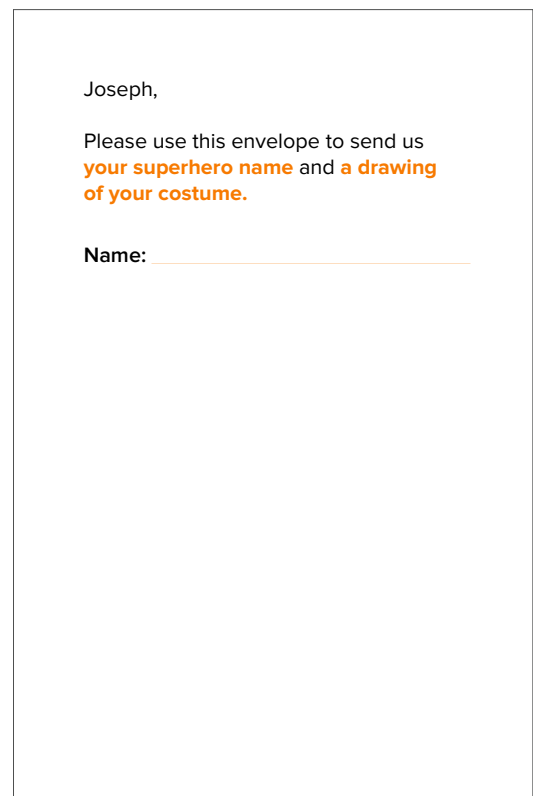 Joseph,
Please use this envelope to send us
your superhero name and a drawing
of your costume.
Name: